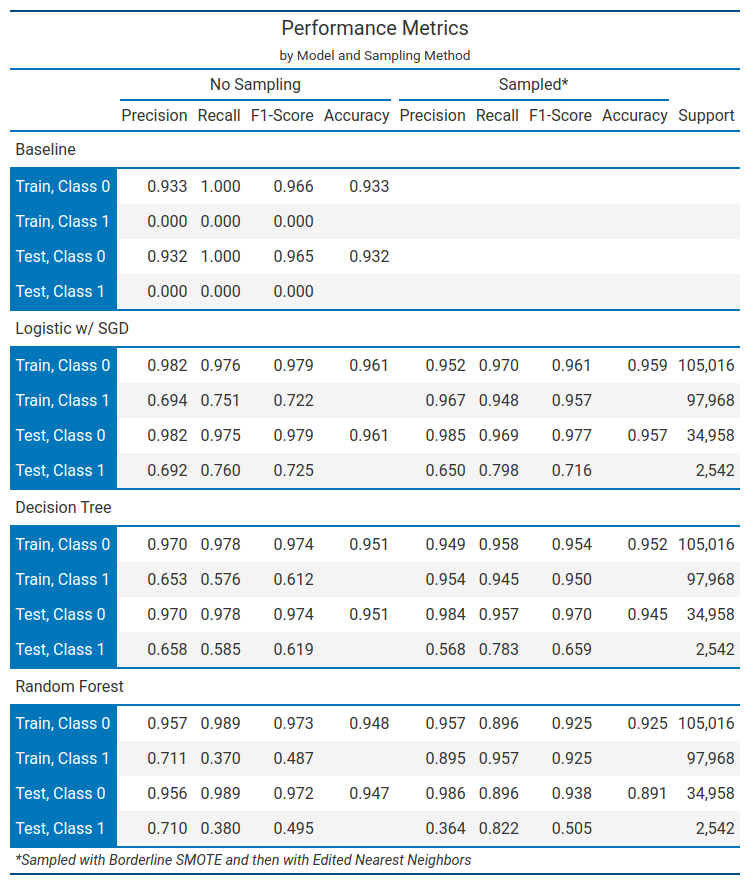 Performance Metrics
by Model and Sampling Method
No Sampling Sampled*
Precision Recall F1-Score Accuracy Precision Recall F1-Score Accuracy Support
Baseline
Train, Class 0 0.933 1.000 0.966 0.933
Train, Class 1 0.000 0.000 0.000
Test, Class 0 0.932 1.000 0.965 0.932
Test, Class 1 0.000 0.000 0.000
Logistic w/ SGD
Train, Class 0 0.982 0.976 0.979 0.961 0.952 0.970 0.961 0.959 105,016
Train, Class 1 0.694 0.751 0.722 0.967 0.948 0.957 97,968
Test, Class 0 0.982 0.975 0.979 0.961 0.985 0.969 0.977 0.957 34,958
Test, Class 1 0.692 0.760 0.725 0.650 0.798 0.716 2,542
Decision Tree
Train, Class 0 0.970 0.978 0.974 0.951 0.949 0.958 0.954 0.952 105,016
Train, Class 1 0.653 0.576 0.612 0.954 0.945 0.950 97,968
Test, Class 0 0.970 0.978 0.974 0.951 0.984 0.957 0.970 0.945 34,958
Test, Class 1 0.658 0.585 0.619 0.568 0.783 0.659 2,542
Random Forest
Train, Class 0 0.957 0.989 0.973 0.948 0.957 0.896 0.925 0.925 105,016
Train, Class 1 0.711 0.370 0.487 0.895 0.957 0.925 97,968
Test, Class 0 0.956 0.989 0.972 0.947 0.986 0.896 0.938 0.891 34,958
Test, Class 1 0.710 0.380 0.495 0.364 0.822 0.505 2,542
*Sampled with Borderline SMOTE and then with Edited Nearest Neighbors